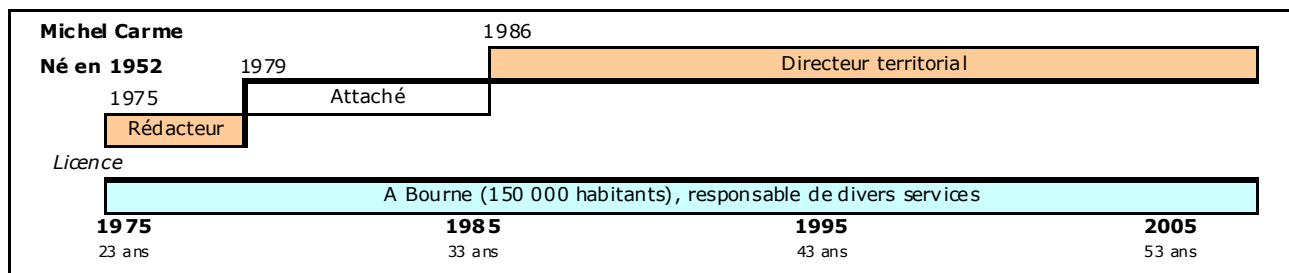 Michel Carme
1986
Né en 1952
1979
Directeur territorial
1975
Attaché
Rédacteur
Licence
A Bourne (150 000 habitants), responsable de divers services
1975 1985 1995 2005
23 ans 33 ans 43 ans 53 ans